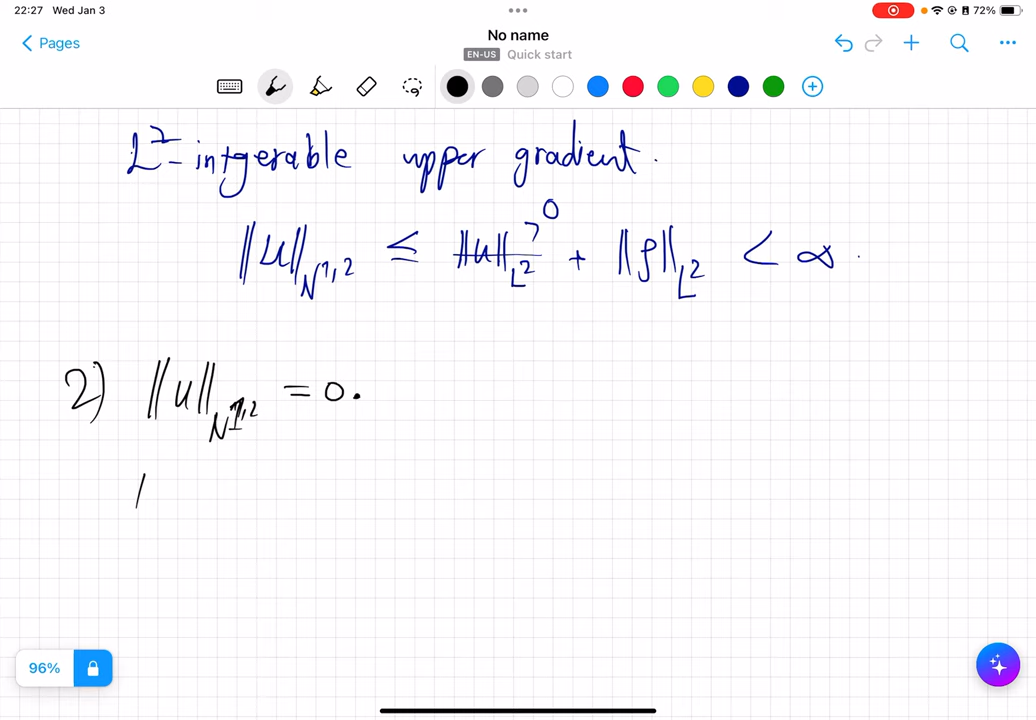 22:27 Wed Jan 3
72%
Pages
No name
EN-US Quick start
L²-intgerable upper gradient.
||u||_{N^{1,2}} ≤ ||u||_{L²}→0 + ||ρ||_{L²} < ∞.
2) ||u||_{N^{1,2}} = 0.
96%